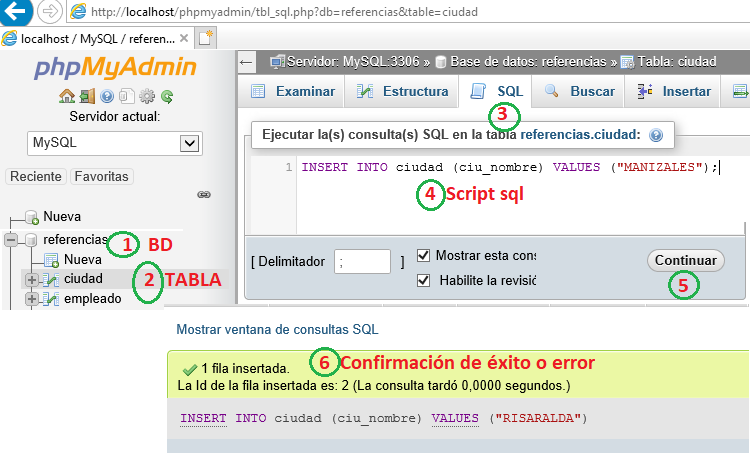 http://localhost/phpmyadmin/tbl_sql.php?db=referencias&table=ciudad
localhost / MySQL / referen...
phpMyAdmin
Servidor actual:
MySQL
Reciente Favoritas
Nueva
referencias
1 BD
Nueva
ciudad
2 TABLA
empleado
Servidor: MySQL:3306 » Base de datos: referencias » Tabla: ciudad
Examinar Estructura SQL Buscar Insertar
3
Ejecutar la(s) consulta(s) SQL en la tabla referencias.ciudad:
1 INSERT INTO ciudad (ciu_nombre) VALUES ("MANIZALES");
4 Script sql
[ Delimitador ; ] Mostrar esta cons
Habilite la revisió
Continuar
5
Mostrar ventana de consultas SQL
6 Confirmación de éxito o error
1 fila insertada.
La Id de la fila insertada es: 2 (La consulta tardó 0,0000 segundos.)
INSERT INTO ciudad (ciu_nombre) VALUES ("RISARALDA")